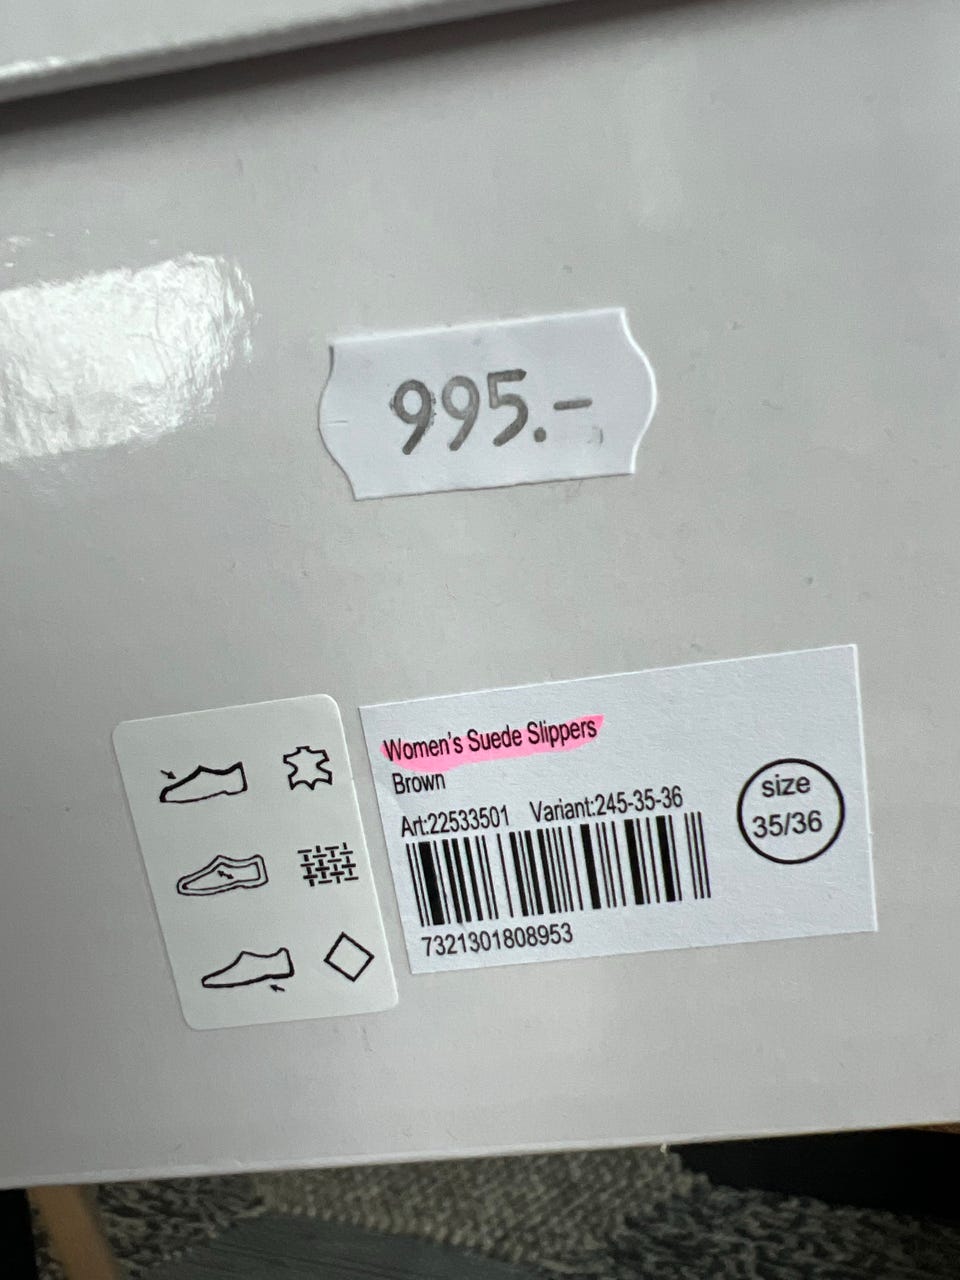 995.-
Women's Suede Slippers
Brown
Art:22533501 Variant:245-35-36
size
35/36
7321301808953